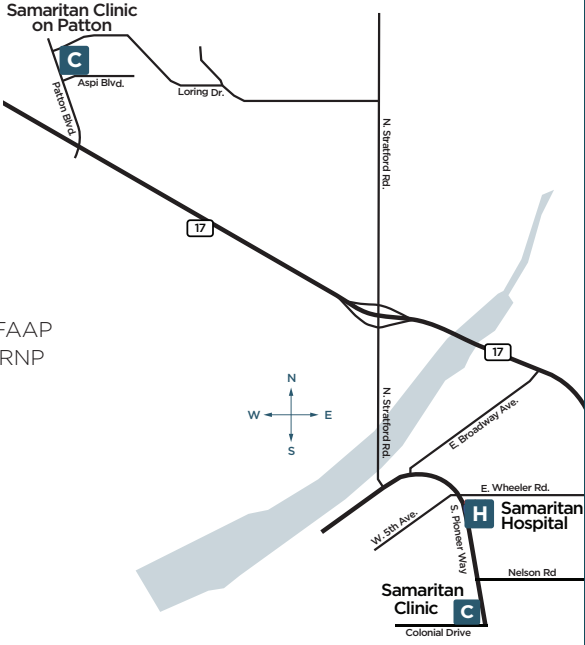 Samaritan Clinic
on Patton
C
Aspi Blvd.
Patton Blvd.
Loring Dr.
N. Stratford Rd.
17
FAAP
RNP
17
N
W E
S
N. Stratford Rd.
E. Broadway Ave.
E. Wheeler Rd.
H
Samaritan
Hospital
W. 5th Ave.
S. Pioneer Way
Nelson Rd
Samaritan
Clinic
C
Colonial Drive